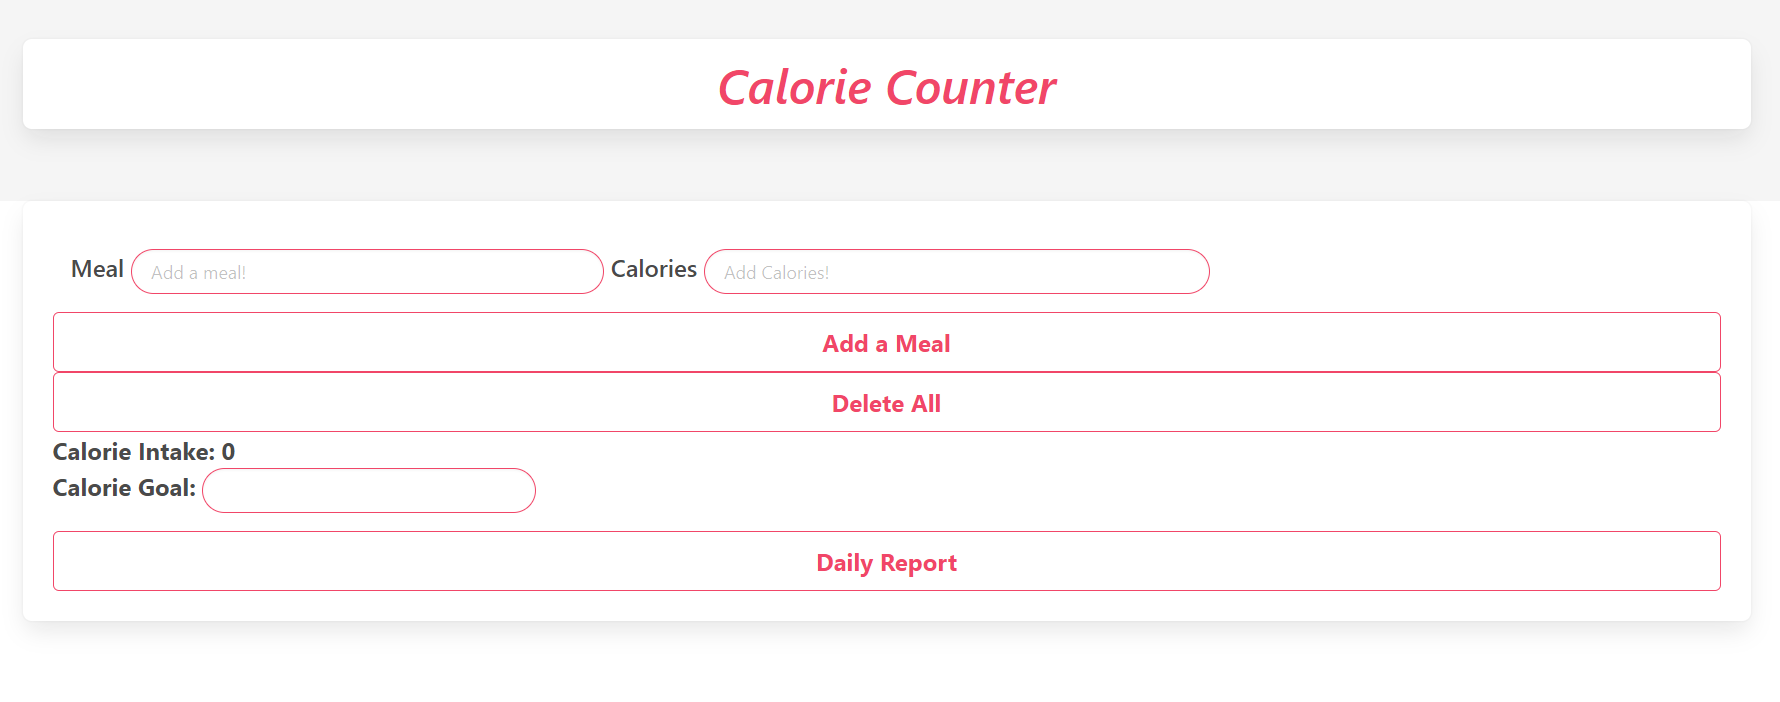 Calorie Counter
Meal Add a meal! Calories Add Calories!
Add a Meal
Delete All
Calorie Intake: 0
Calorie Goal:
Daily Report